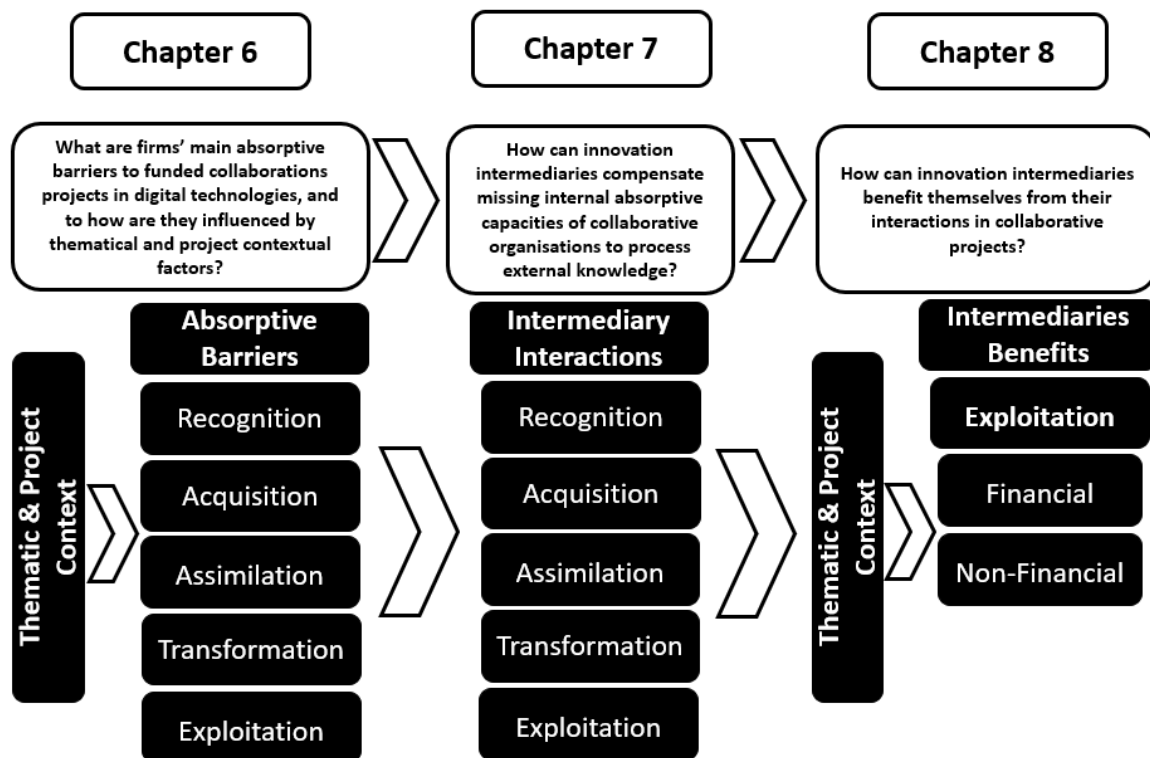 Chapter 6
What are firms' main absorptive
barriers to funded collaborations
projects in digital technologies, and
to how are they influenced by
thematical and project contextual
factors?
Thematic & Project
Context
Absorptive
Barriers
Recognition
Acquisition
Assimilation
Transformation
Exploitation
Chapter 7
How can innovation
intermediaries compensate
missing internal absorptive
capacities of collaborative
organisations to process
external knowledge?
Intermediary
Interactions
Recognition
Acquisition
Assimilation
Transformation
Exploitation
Chapter 8
How can innovation intermediaries
benefit themselves from their
interactions in collaborative
projects?
Thematic & Project
Context
Intermediaries
Benefits
Exploitation
Financial
Non-Financial